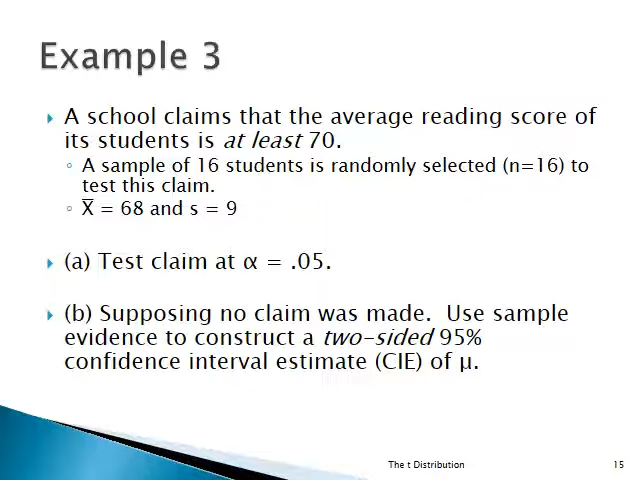 Example 3
A school claims that the average reading score of
its students is at least 70.
A sample of 16 students is randomly selected (n=16) to
test this claim.
X̅ = 68 and s = 9
(a) Test claim at α = .05.
(b) Supposing no claim was made.  Use sample
evidence to construct a two-sided 95%
confidence interval estimate (CIE) of μ.
The t Distribution
15